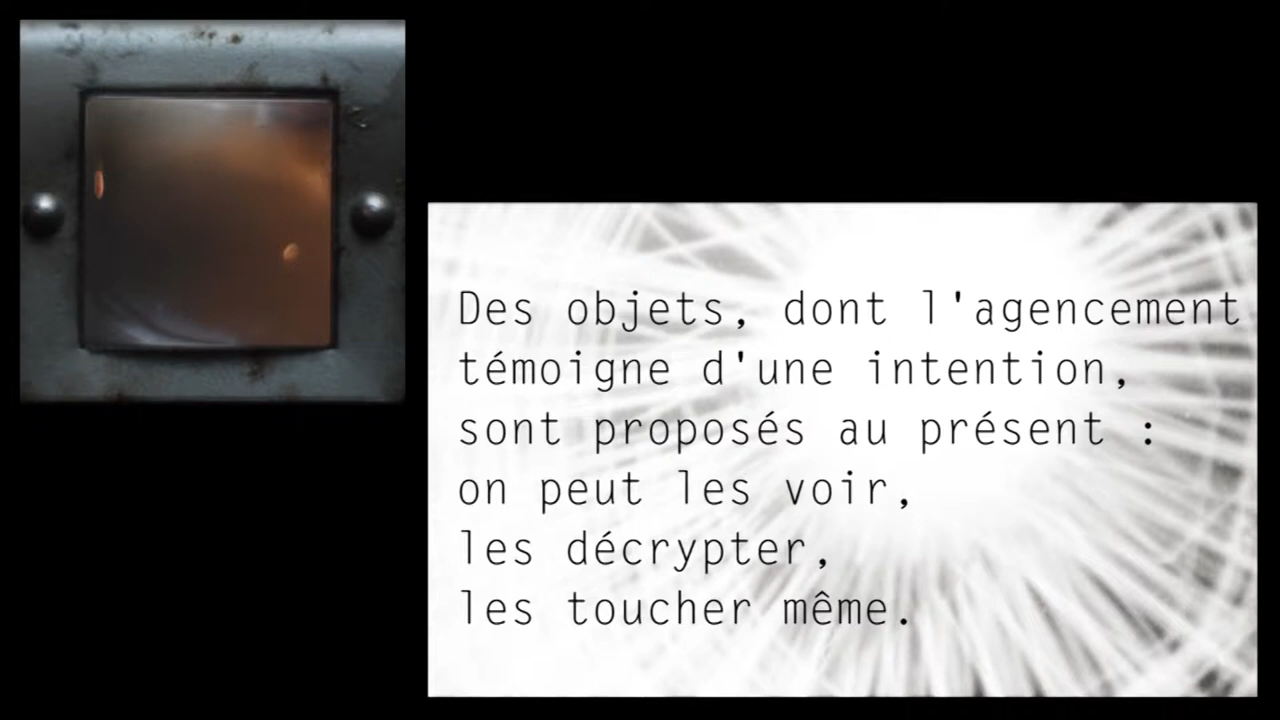 Des objets, dont l'agencement
témoigne d'une intention,
sont proposés au présent :
on peut les voir,
les décrypter,
les toucher même.